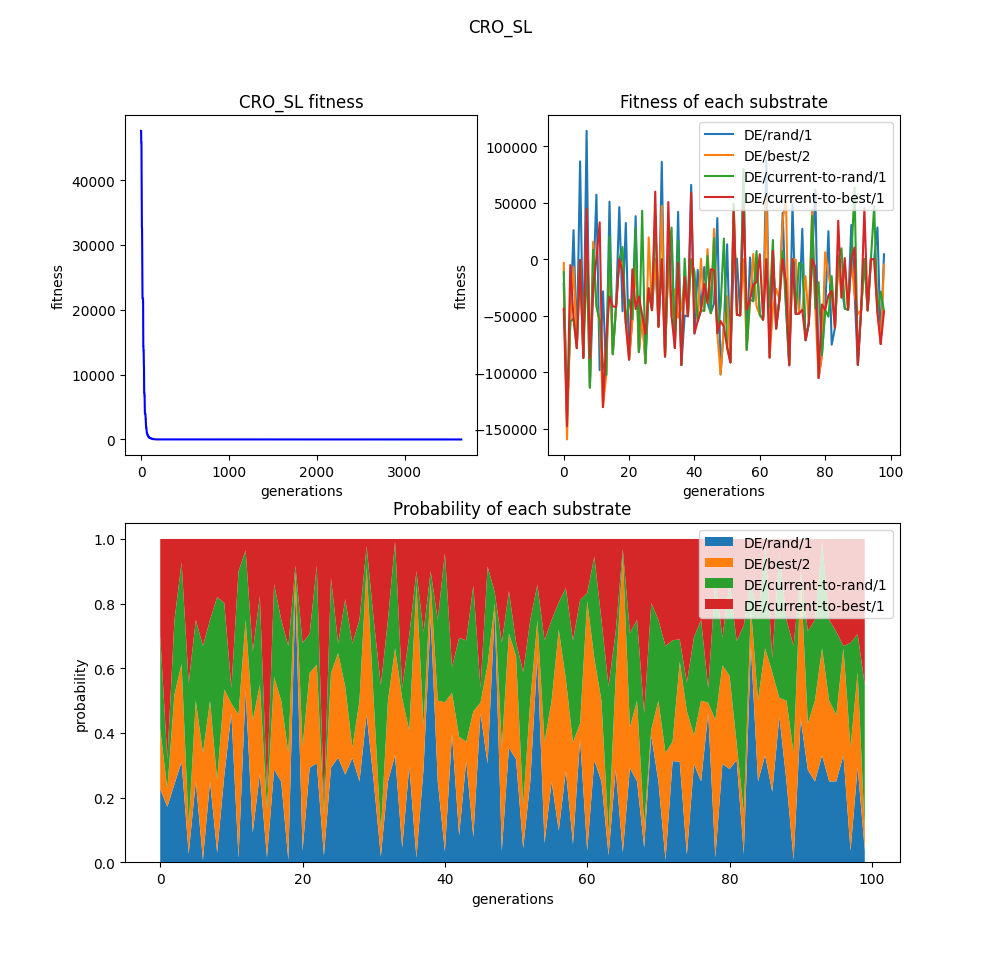 CRO_SL
CRO_SL fitness
fitness
40000
30000
20000
10000
0
0 1000 2000 3000
generations
Fitness of each substrate
fitness
100000
50000
0
−50000
−100000
−150000
DE/rand/1
DE/best/2
DE/current-to-rand/1
DE/current-to-best/1
0 20 40 60 80 100
generations
Probability of each substrate
probability
1.0
0.8
0.6
0.4
0.2
0.0
DE/rand/1
DE/best/2
DE/current-to-rand/1
DE/current-to-best/1
0 20 40 60 80 100
generations